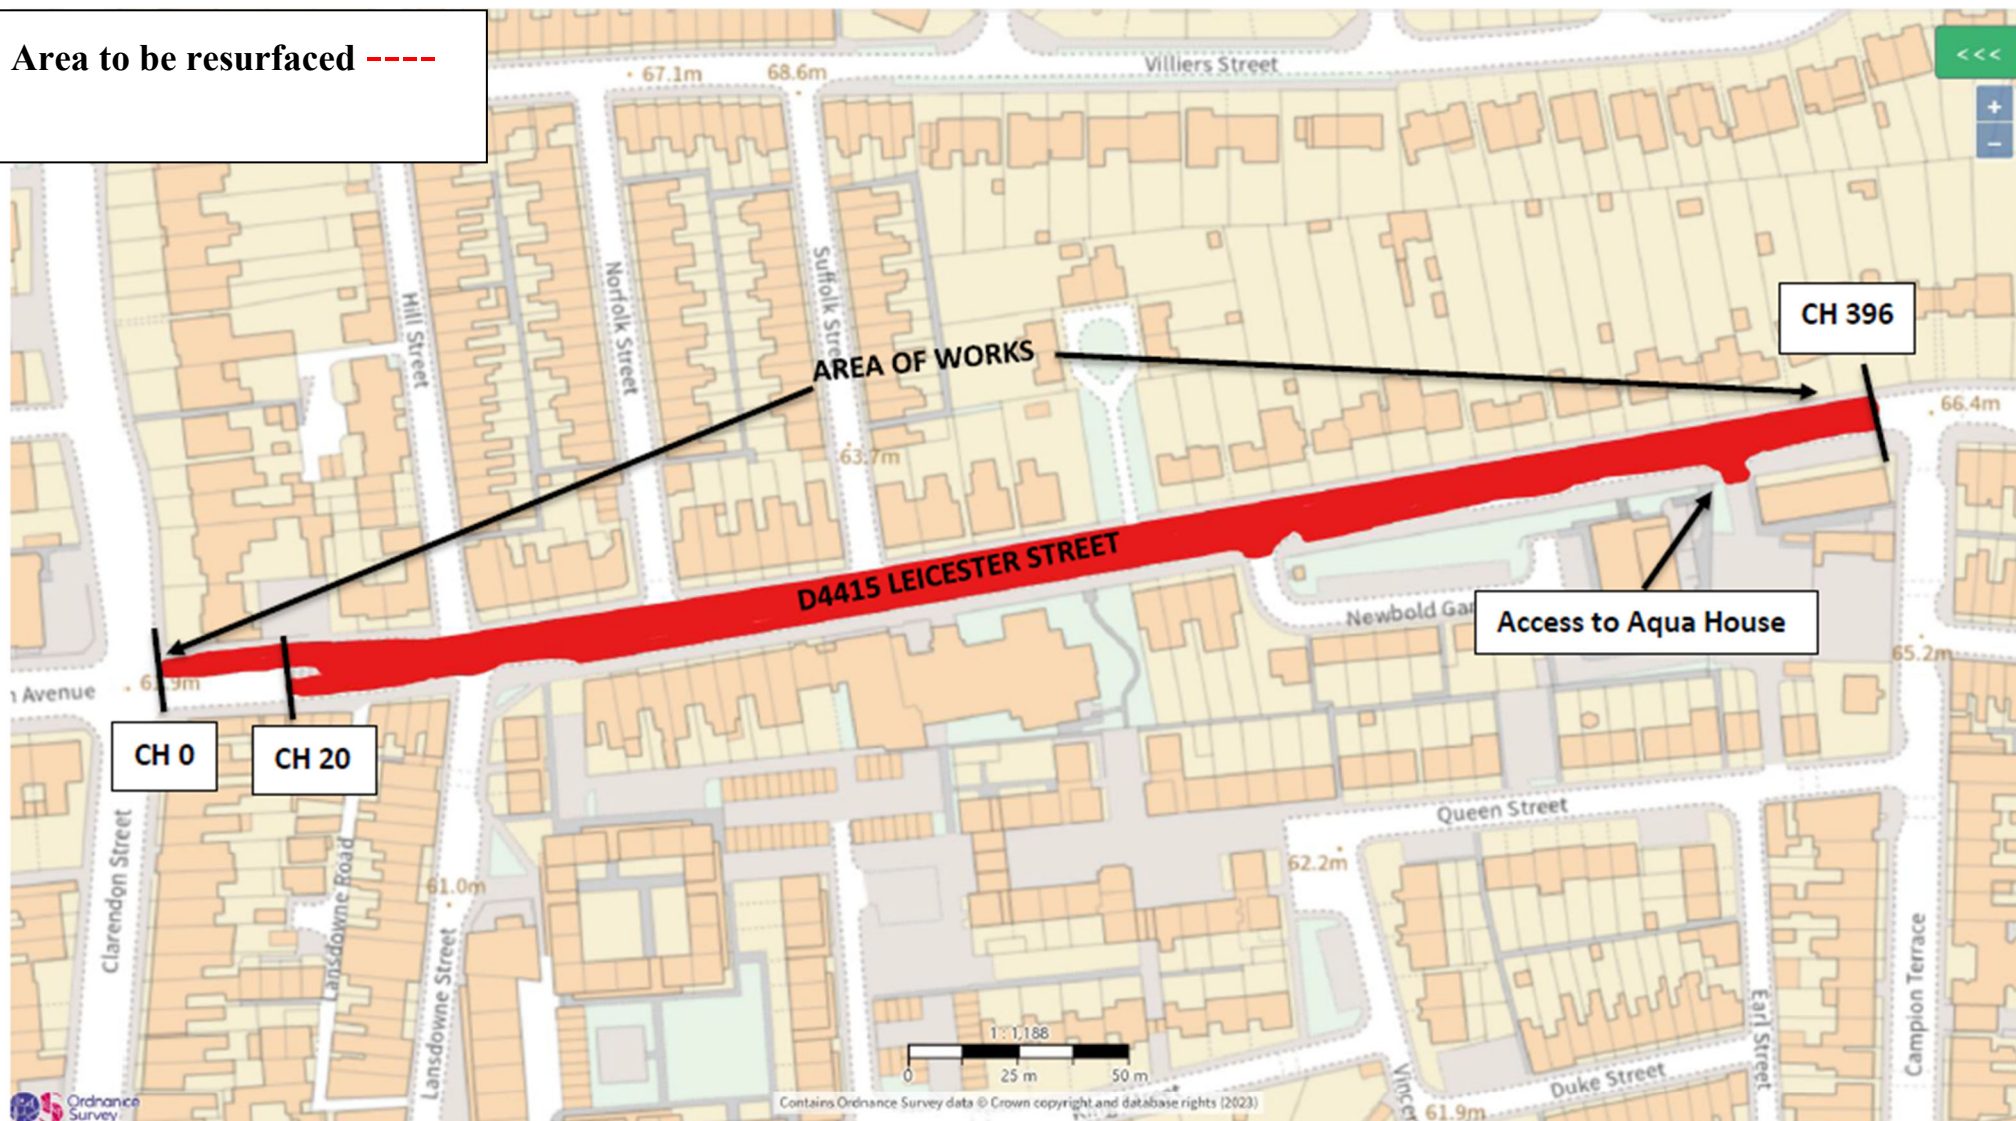 Area to be resurfaced ----
<<<
+
−
67.1m
68.6m
Villiers Street
Hill Street
Norfolk Street
Suffolk Stre
AREA OF WORKS
CH 396
66.4m
63.7m
D4415 LEICESTER STREET
Newbold Gar
Access to Aqua House
65.2m
Avenue
CH 0
CH 20
Clarendon Street
Lansdowne Road
61.0m
Lansdowne Street
Queen Street
62.2m
Earl Street
Campion Terrace
Duke Street
61.9m
1 : 1,188
0 25 m 50 m
Contains Ordnance Survey data © Crown copyright and database rights (2023)
Ordnance
Survey